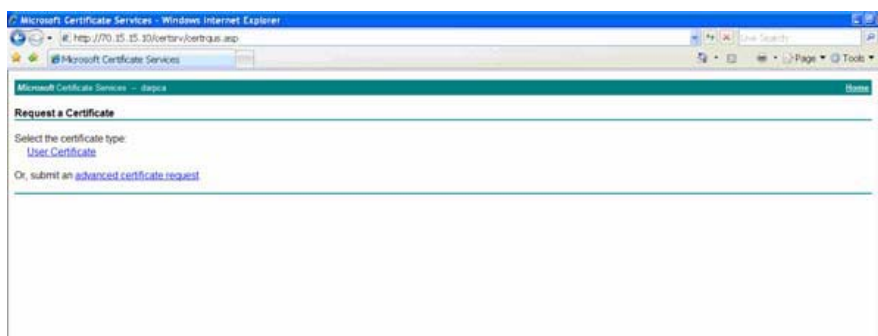 Microsoft Certificate Services - Windows Internet Explorer
http://70.15.15.10/certsrv/certrqus.asp
Live Search
Microsoft Certificate Services
Page
Tools
Microsoft Certificate Services -- Home
Request a Certificate
Select the certificate type:
User Certificate
Or, submit an advanced certificate request.